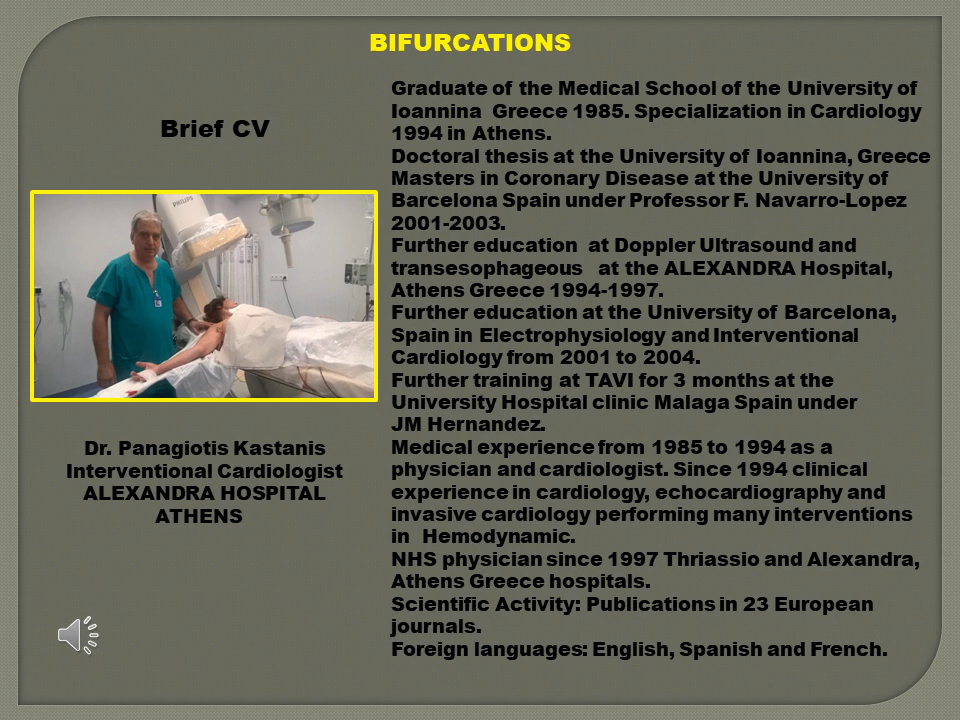 BIFURCATIONS
Brief CV
PHILIPS
Dr. Panagiotis Kastanis
Interventional Cardiologist
ALEXANDRA HOSPITAL
ATHENS
Graduate of the Medical School of the University of
Ioannina Greece 1985. Specialization in Cardiology
1994 in Athens.
Doctoral thesis at the University of Ioannina, Greece
Masters in Coronary Disease at the University of
Barcelona Spain under Professor F. Navarro-Lopez
2001-2003.
Further education at Doppler Ultrasound and
transesophageous at the ALEXANDRA Hospital,
Athens Greece 1994-1997.
Further education at the University of Barcelona,
Spain in Electrophysiology and Interventional
Cardiology from 2001 to 2004.
Further training at TAVI for 3 months at the
University Hospital clinic Malaga Spain under
JM Hernandez.
Medical experience from 1985 to 1994 as a
physician and cardiologist. Since 1994 clinical
experience in cardiology, echocardiography and
invasive cardiology performing many interventions
in Hemodynamic.
NHS physician since 1997 Thriassio and Alexandra,
Athens Greece hospitals.
Scientific Activity: Publications in 23 European
journals.
Foreign languages: English, Spanish and French.